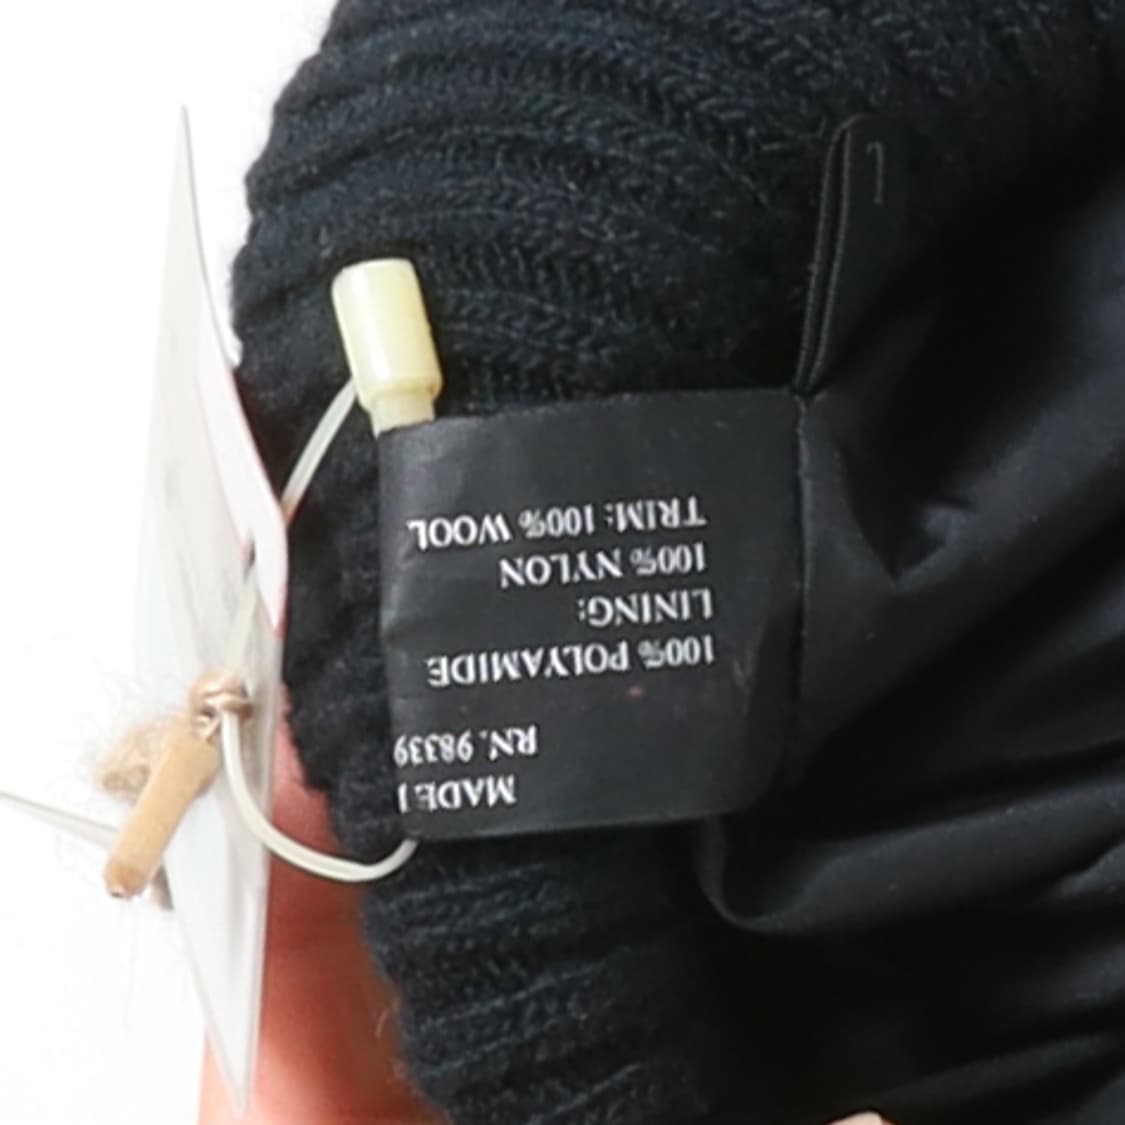 MADE
RN. 98339
100% POLYAMIDE
LINING:
100% NYLON
TRIM: 100% WOOL